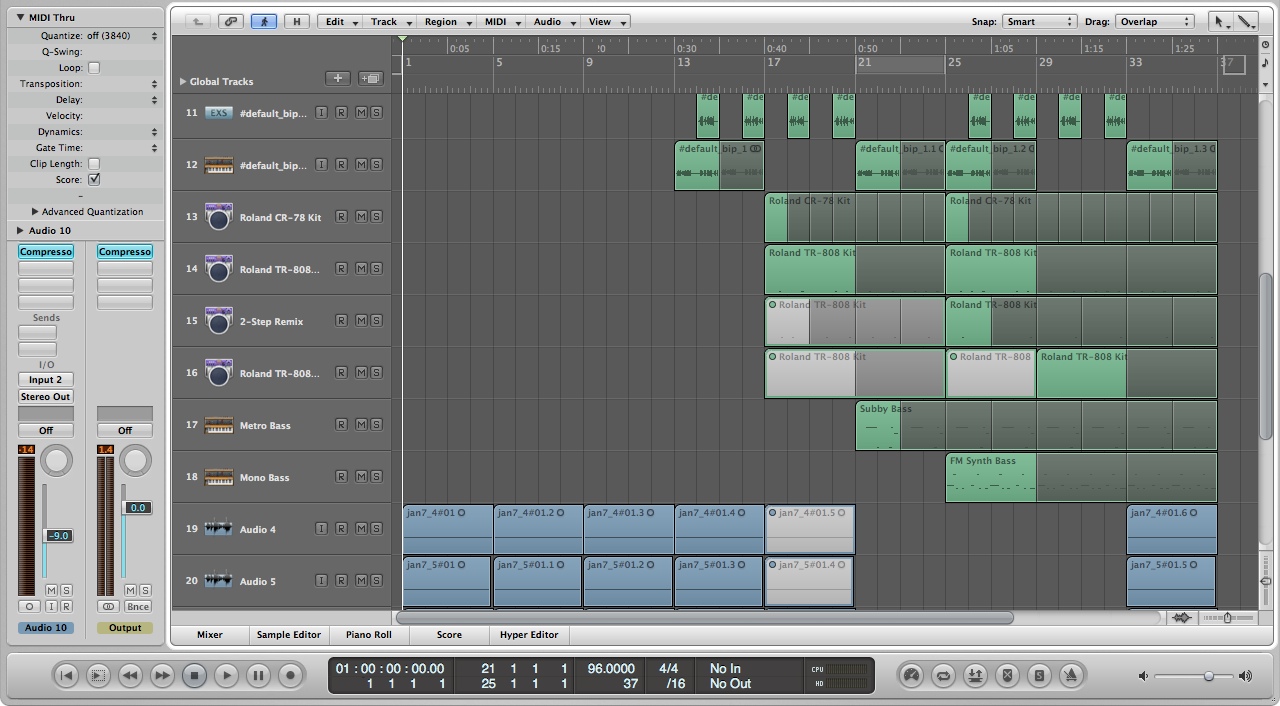 MIDI Thru
Quantize: off (3840)
Q-Swing:
Loop:
Transposition:
Delay:
Velocity:
Dynamics:
Gate Time:
Clip Length:
Score:
–
Advanced Quantization
Audio 10
Compresso Compresso
Sends
I/O
Input 2
Stereo Out
Off Off
-14 1.4
0.0
-9.0
M S M S
I R Bnce
Audio 10 Output
H Edit Track Region MIDI Audio View Snap: Smart Drag: Overlap
0:05 0:15 0:30 0:40 0:50 1:05 1:15 1:25
1 5 9 13 17 21 25 29 33 37
Global Tracks
11 EXS #default_bip... I R M S #de #de #de #de #de #de #de #de
12 #default_bip... I R M S #default_bip_1 #default_bip_1.1 #default_bip_1.2 #default_bip_1.3
13 Roland CR-78 Kit R M S Roland CR-78 Kit Roland CR-78 Kit
14 Roland TR-808... R M S Roland TR-808 Kit Roland TR-808 Kit
15 2-Step Remix R M S Roland TR-808 Kit Roland TR-808 Kit
16 Roland TR-808... R M S Roland TR-808 Kit Roland TR-808 Roland TR-808 Kit
17 Metro Bass R M S Subby Bass
18 Mono Bass R M S FM Synth Bass
19 Audio 4 I R M S jan7_4#01 jan7_4#01.2 jan7_4#01.3 jan7_4#01.4 jan7_4#01.5 jan7_4#01.6
20 Audio 5 I R M S jan7_5#01 jan7_5#01.1 jan7_5#01.2 jan7_5#01.3 jan7_5#01.4 jan7_5#01.5
Mixer Sample Editor Piano Roll Score Hyper Editor
01 : 00 : 00 : 00.00 21 1 1 1 96.0000 4/4 No In CPU
1 1 1 1 25 1 1 1 37 /16 No Out HD
S